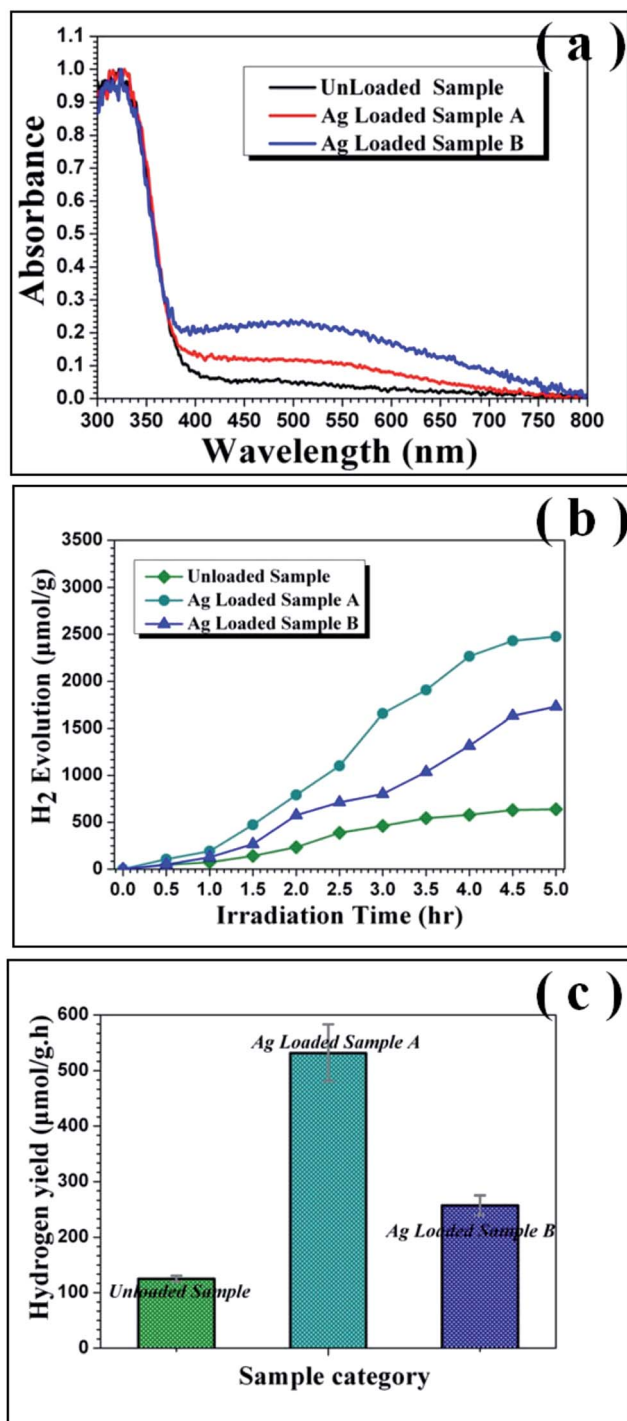 ( a )
1.1
1.0
0.9
0.8
0.7
0.6
0.5
0.4
0.3
0.2
0.1
0.0
Absorbance
UnLoaded Sample
Ag Loaded Sample A
Ag Loaded Sample B
300 350 400 450 500 550 600 650 700 750 800
Wavelength (nm)
( b )
3500
3000
2500
2000
1500
1000
500
0
H2 Evolution (μmol/g)
Unloaded Sample
Ag Loaded Sample A
Ag Loaded Sample B
0.0 0.5 1.0 1.5 2.0 2.5 3.0 3.5 4.0 4.5 5.0
Irradiation Time (hr)
( c )
600
500
400
300
200
100
0
Hydrogen yield (μmol/g.h)
Ag Loaded Sample A
Ag Loaded Sample B
Unloaded Sample
Sample category